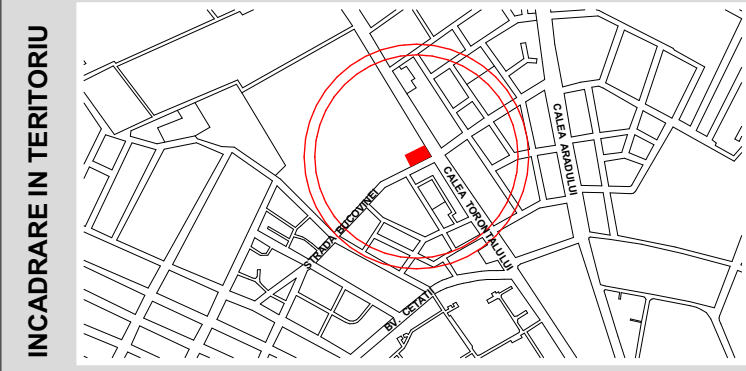 INCADRARE IN TERITORIU
CALEA ARADULUI
CALEA TORONTALULUI
STRADA BUCOVINEI
BV. CETATII